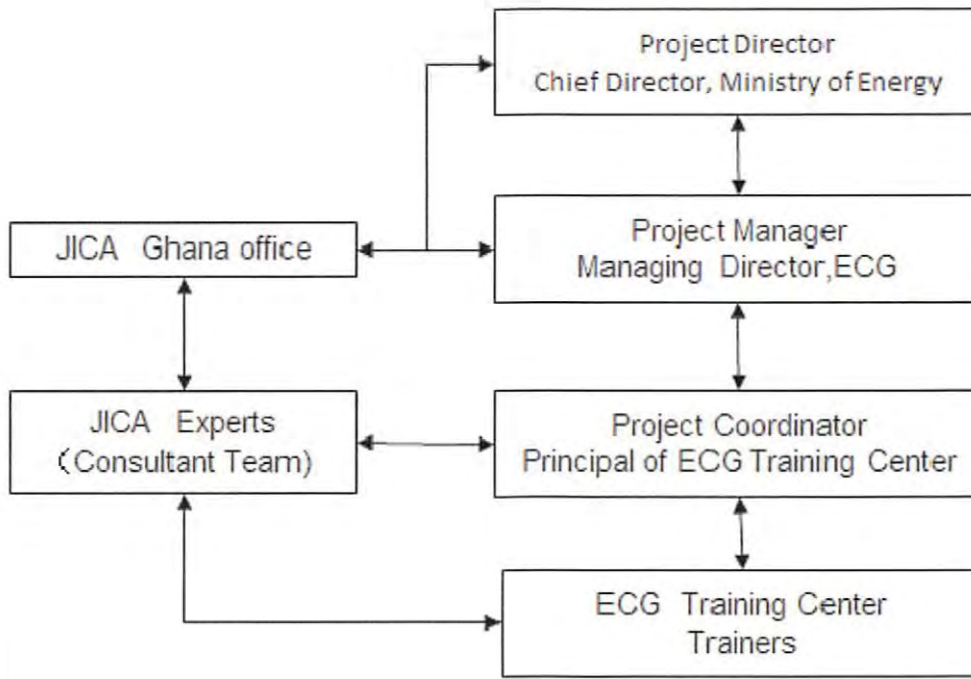 Project Director
Chief Director, Ministry of Energy
JICA Ghana office
Project Manager
Managing Director,ECG
JICA Experts
（Consultant Team)
Project Coordinator
Principal of ECG Training Center
ECG Training Center
Trainers